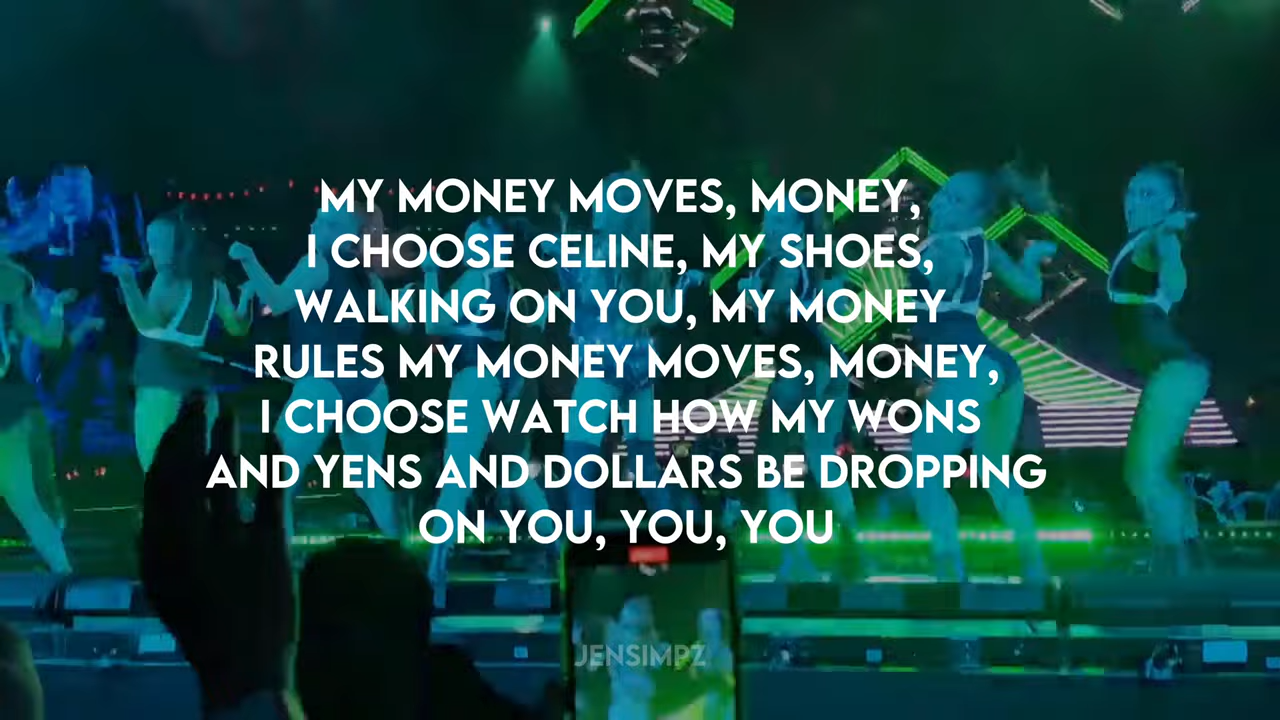 MY MONEY MOVES, MONEY,
I CHOOSE CELINE, MY SHOES,
WALKING ON YOU, MY MONEY
RULES MY MONEY MOVES, MONEY,
I CHOOSE WATCH HOW MY WONS
AND YENS AND DOLLARS BE DROPPING
ON YOU, YOU, YOU
JENSIMPZ